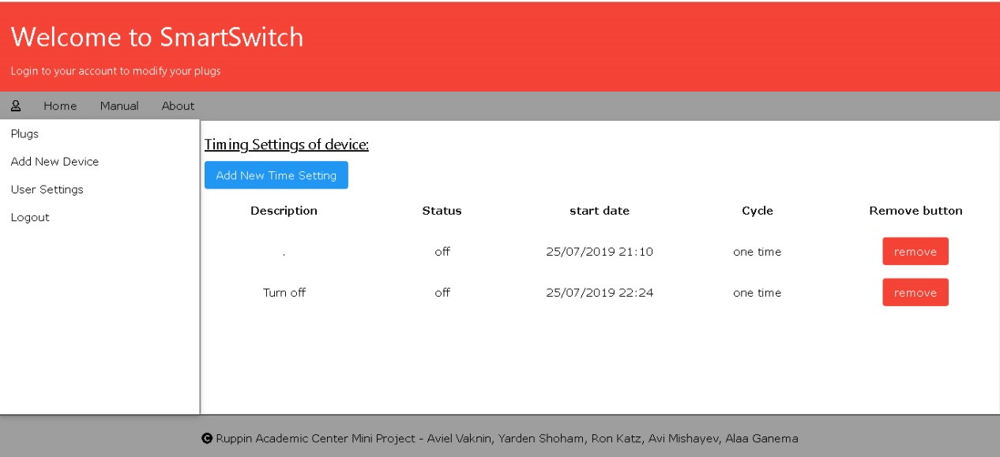 Welcome to SmartSwitch
Login to your account to modify your plugs
Home Manual About
Plugs
Add New Device
User Settings
Logout
Timing Settings of device:
Add New Time Setting
Description Status start date Cycle Remove button
. off 25/07/2019 21:10 one time remove
Turn off off 25/07/2019 22:24 one time remove
Ruppin Academic Center Mini Project - Aviel Vaknin, Yarden Shoham, Ron Katz, Avi Mishayev, Alaa Ganema